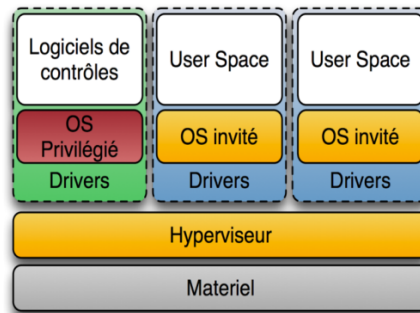 Logiciels de
contrôles
User Space
User Space
OS
Privilégié
OS invité
OS invité
Drivers
Drivers
Drivers
Hyperviseur
Materiel